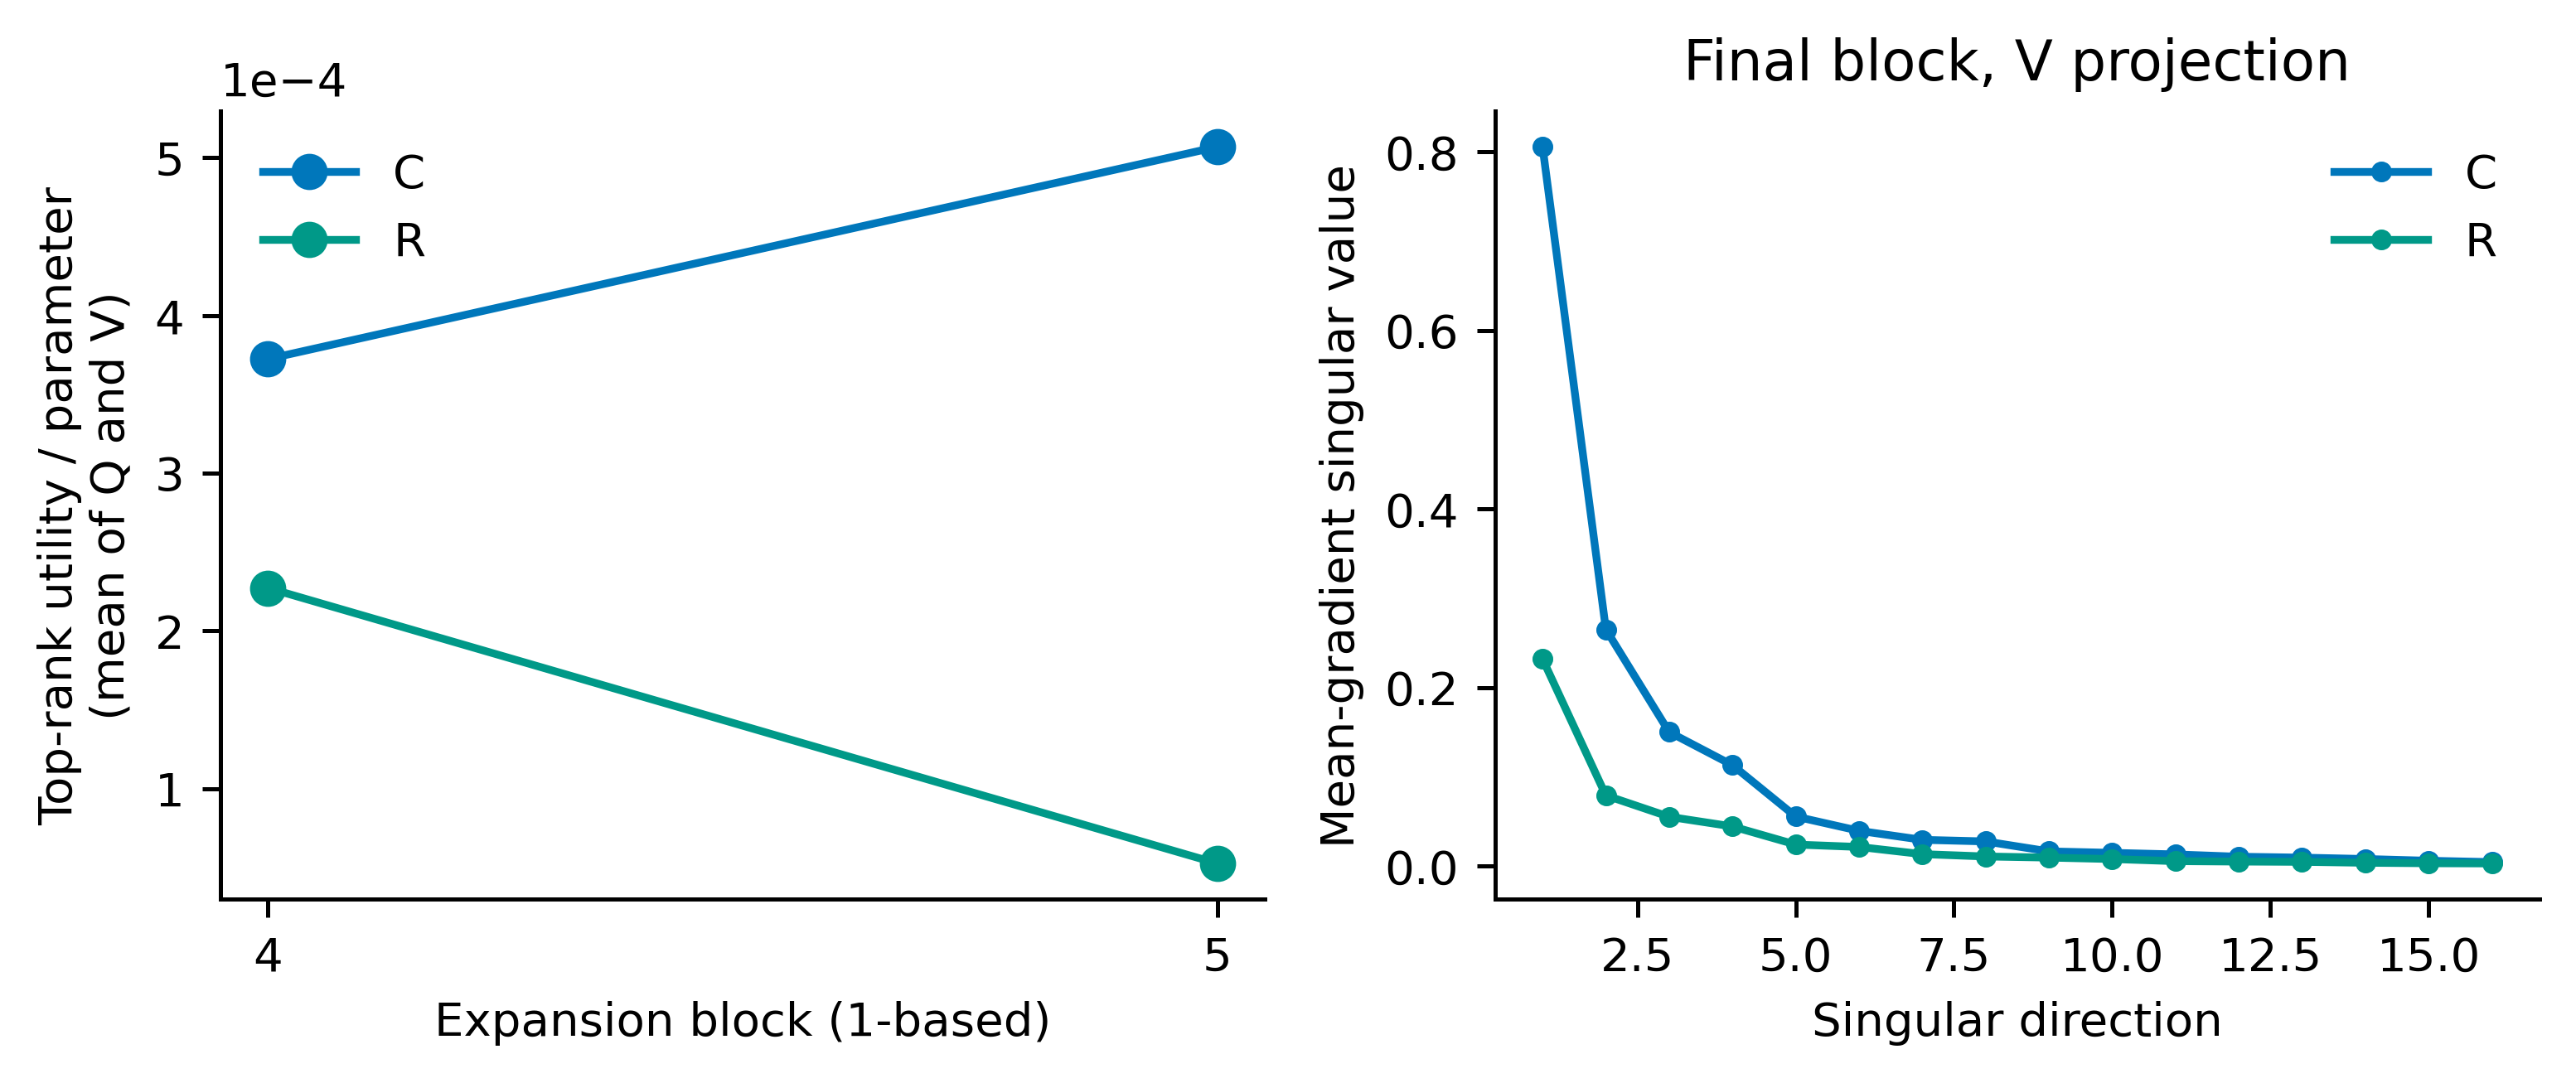 1e−4
5
4
3
2
1
C
R
Top-rank utility / parameter
(mean of Q and V)
4
5
Expansion block (1-based)
Final block, V projection
0.8
0.6
0.4
0.2
0.0
C
R
Mean-gradient singular value
2.5
5.0
7.5
10.0
12.5
15.0
Singular direction